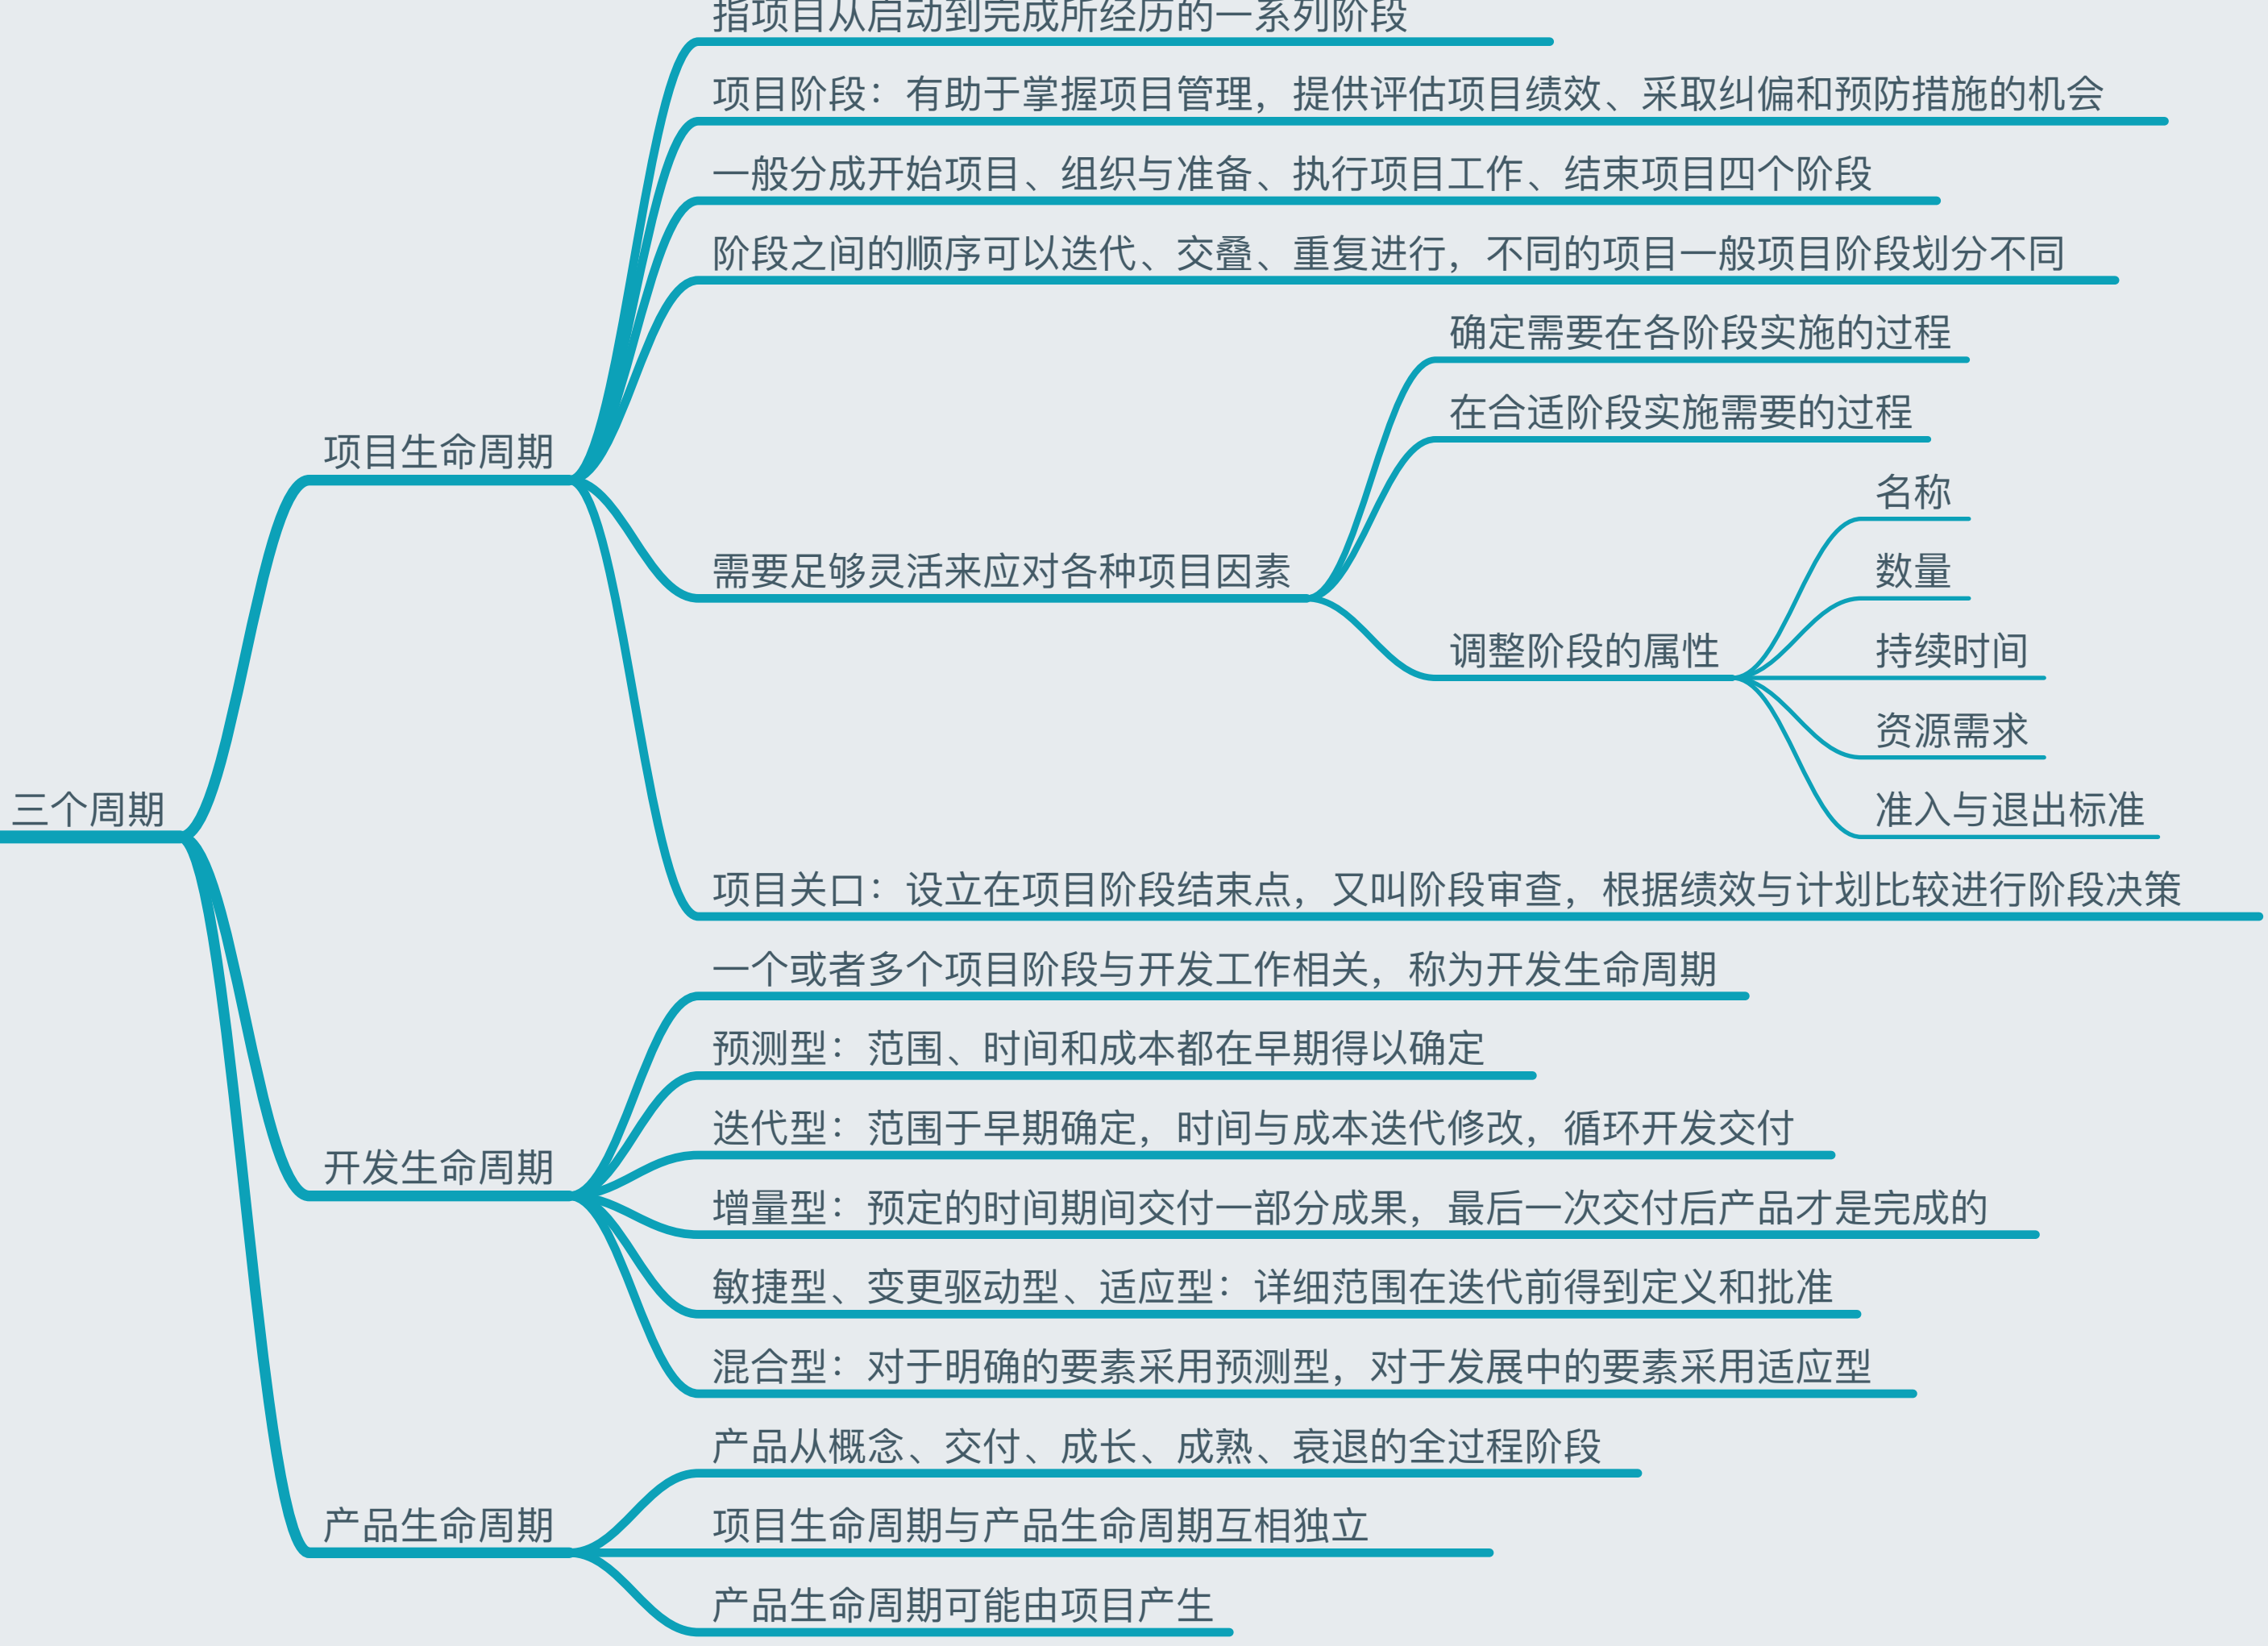 三个周期
项目生命周期
指项目从启动到完成所经历的一系列阶段
项目阶段：有助于掌握项目管理，提供评估项目绩效、采取纠偏和预防措施的机会
一般分成开始项目、组织与准备、执行项目工作、结束项目四个阶段
阶段之间的顺序可以迭代、交叠、重复进行，不同的项目一般项目阶段划分不同
需要足够灵活来应对各种项目因素
确定需要在各阶段实施的过程
在合适阶段实施需要的过程
调整阶段的属性
名称
数量
持续时间
资源需求
准入与退出标准
项目关口：设立在项目阶段结束点，又叫阶段审查，根据绩效与计划比较进行阶段决策
开发生命周期
一个或者多个项目阶段与开发工作相关，称为开发生命周期
预测型：范围、时间和成本都在早期得以确定
迭代型：范围于早期确定，时间与成本迭代修改，循环开发交付
增量型：预定的时间期间交付一部分成果，最后一次交付后产品才是完成的
敏捷型、变更驱动型、适应型：详细范围在迭代前得到定义和批准
混合型：对于明确的要素采用预测型，对于发展中的要素采用适应型
产品生命周期
产品从概念、交付、成长、成熟、衰退的全过程阶段
项目生命周期与产品生命周期互相独立
产品生命周期可能由项目产生